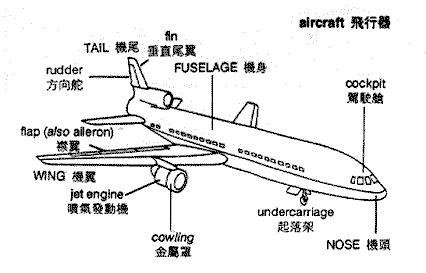 aircraft 飛行器
fin
垂直尾翼
TAIL 機尾
rudder
方向舵
FUSELAGE 機身
cockpit
駕駛艙
flap (also aileron)
襟翼
WING 機翼
jet engine
噴氣發動機
cowling
金屬罩
undercarriage
起落架
NOSE 機頭